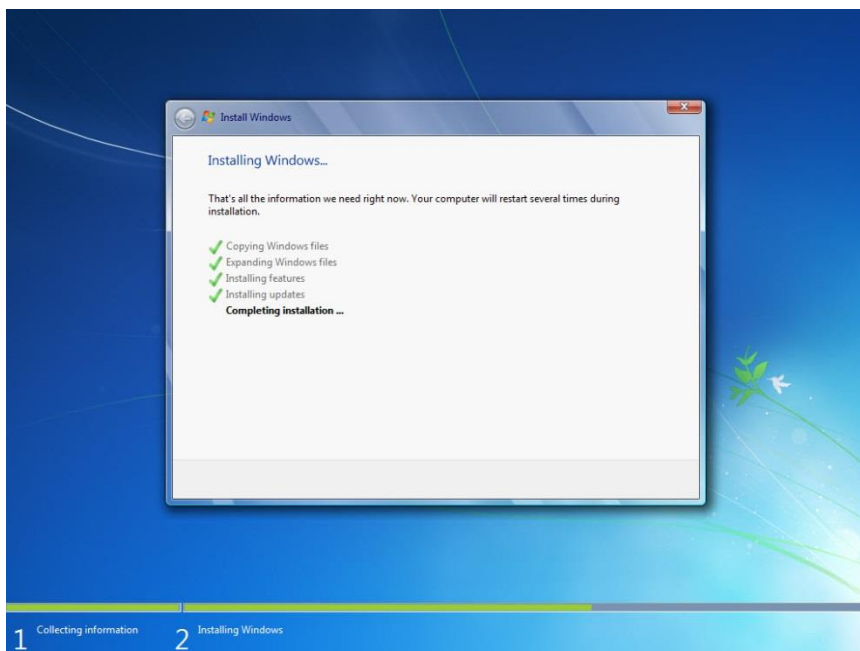 Install Windows
Installing Windows...
That's all the information we need right now. Your computer will restart several times during
installation.
Copying Windows files
Expanding Windows files
Installing features
Installing updates
Completing installation ...
1 Collecting information
2 Installing Windows